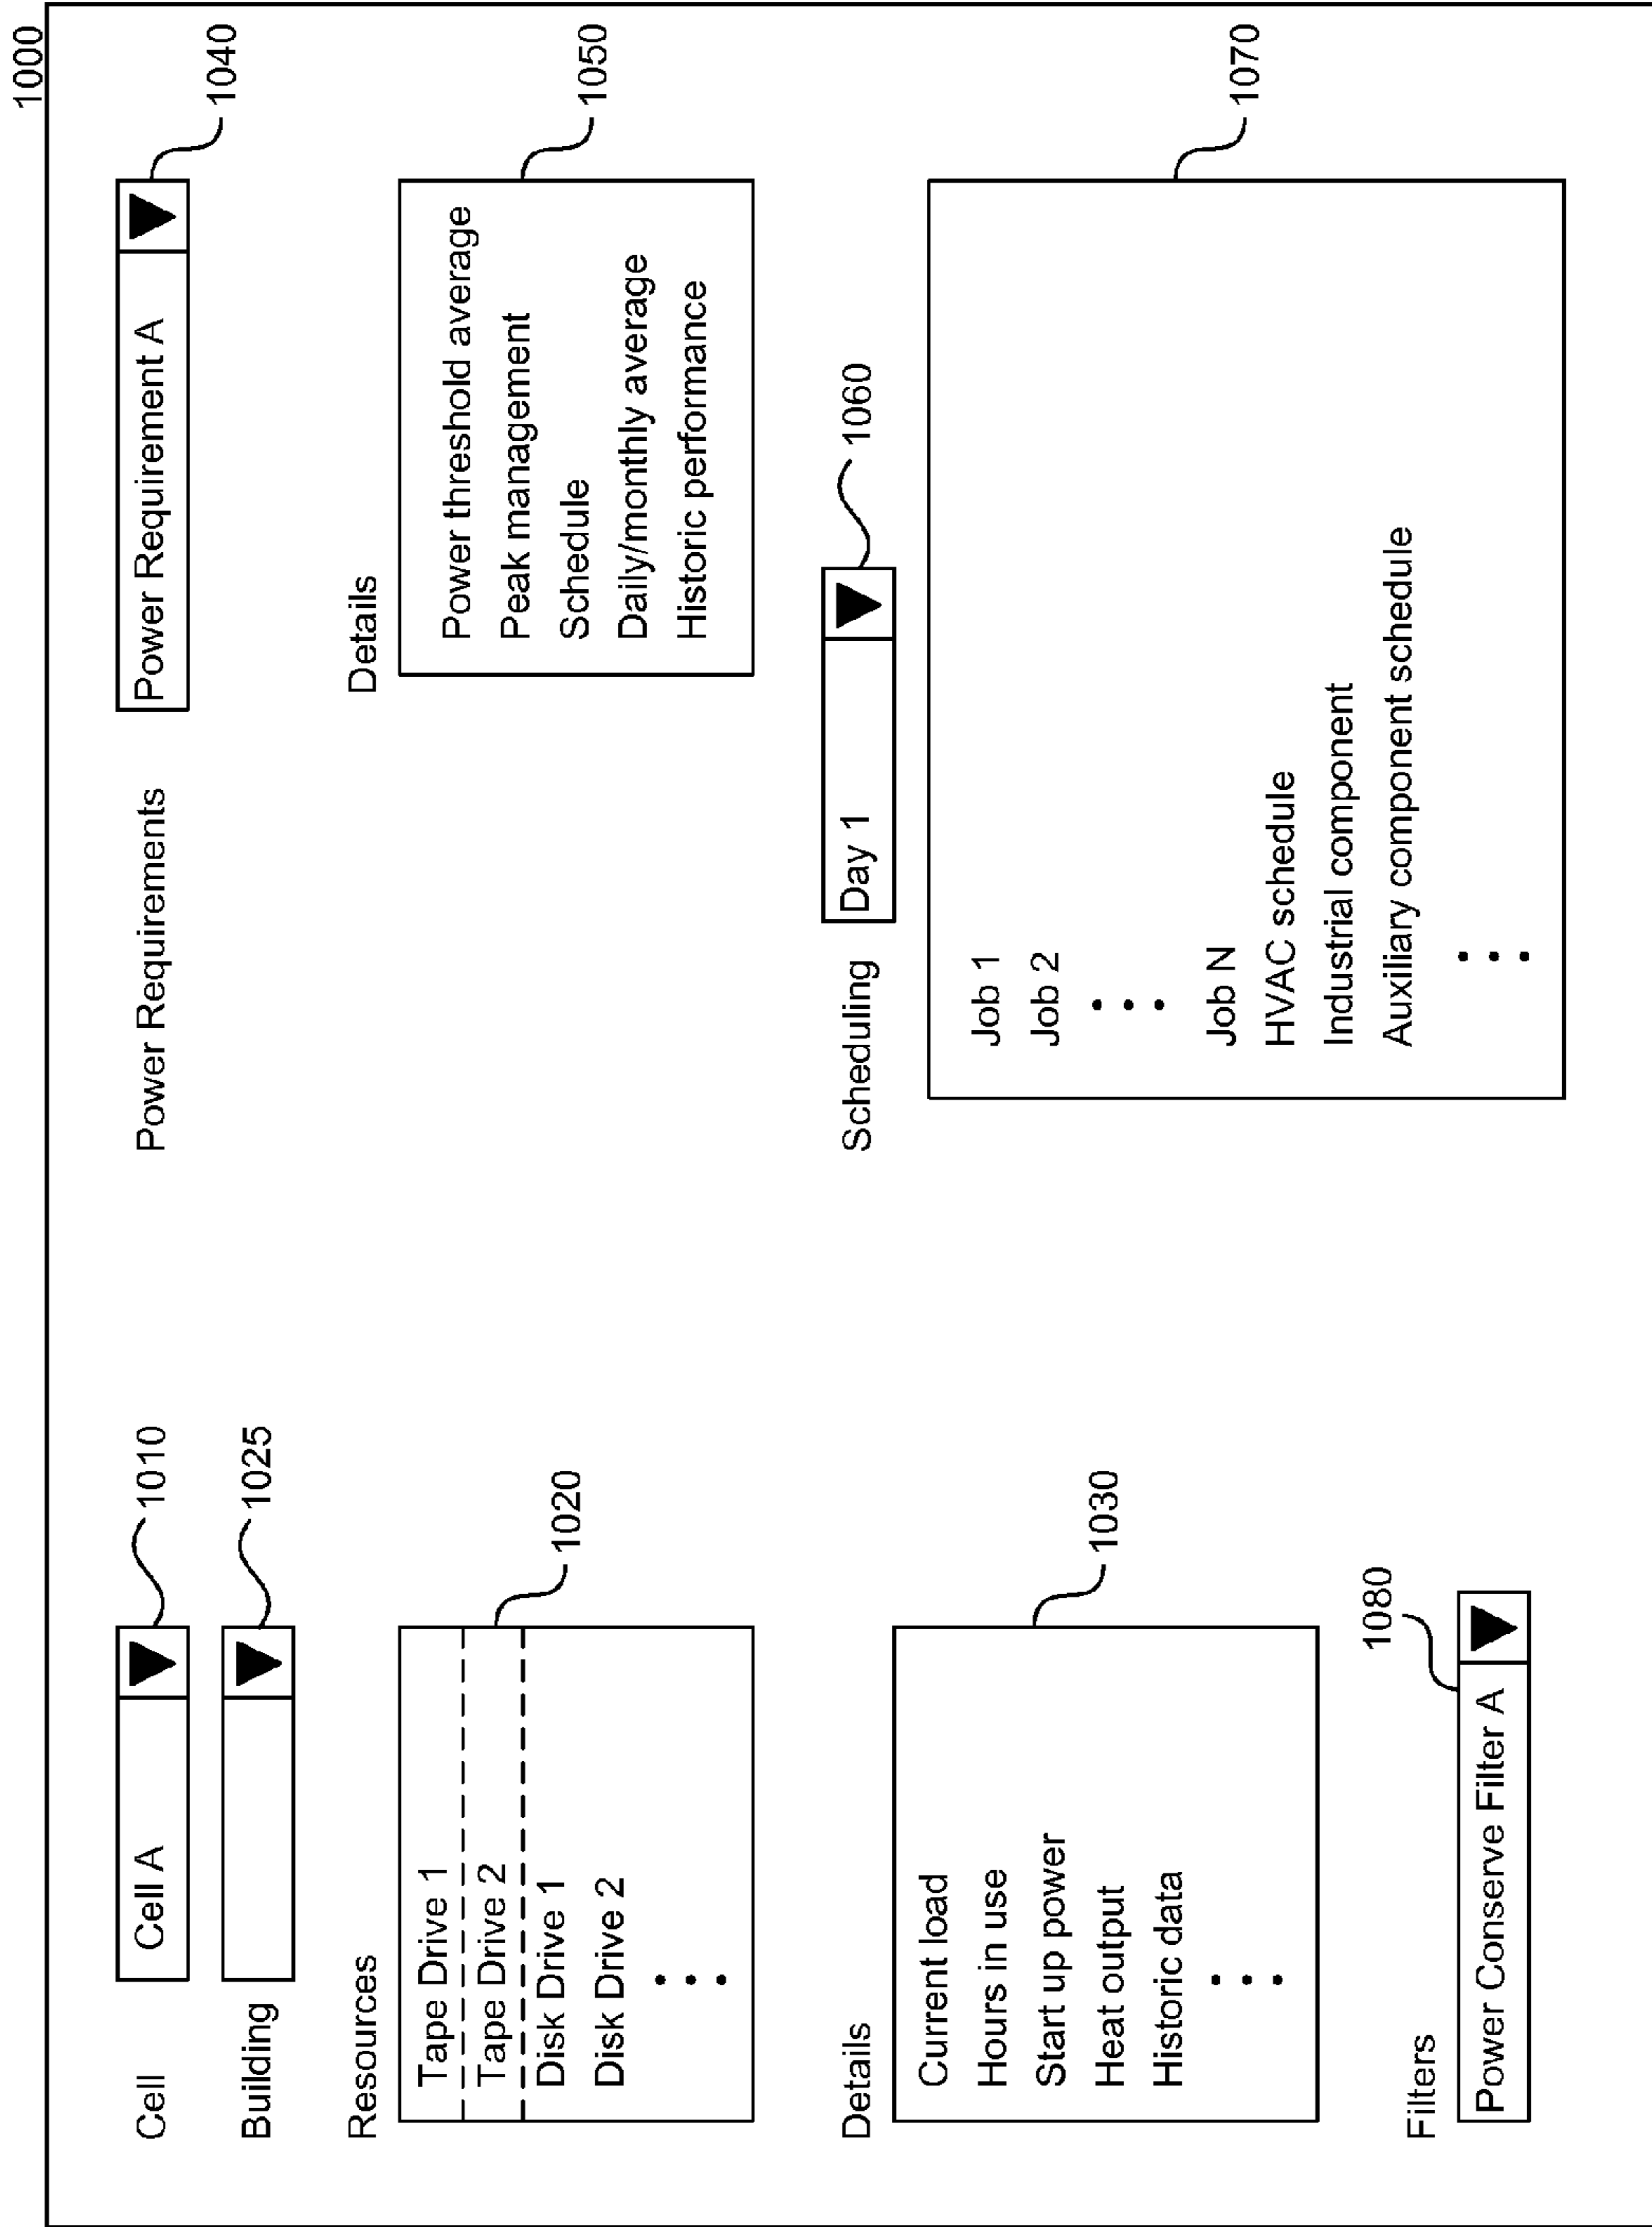 1000
Cell
Cell A
1010
Building
1025
Resources
Tape Drive 1
Tape Drive 2
Disk Drive 1
Disk Drive 2
1020
Details
Current load
Hours in use
Start up power
Heat output
Historic data
1030
Filters
Power Conserve Filter A
1080
Power Requirements
Power Requirement A
1040
Details
Power threshold average
Peak management
Schedule
Daily/monthly average
Historic performance
1050
Scheduling
Day 1
1060
Job 1
Job 2
Job N
HVAC schedule
Industrial component
Auxiliary component schedule
1070